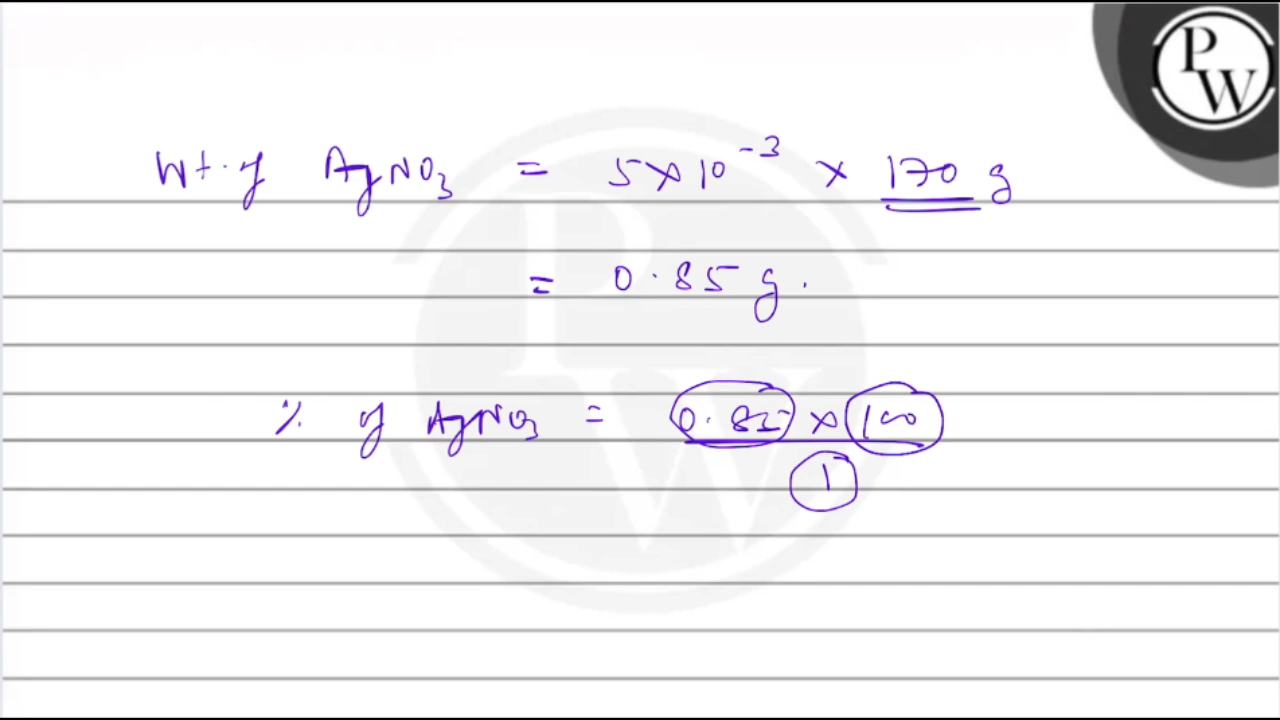 PW
Wt. of AgNO₃ = 5×10⁻³ × 170 g
= 0.85 g.
% of AgNO₃ = 0.85 × 100
1